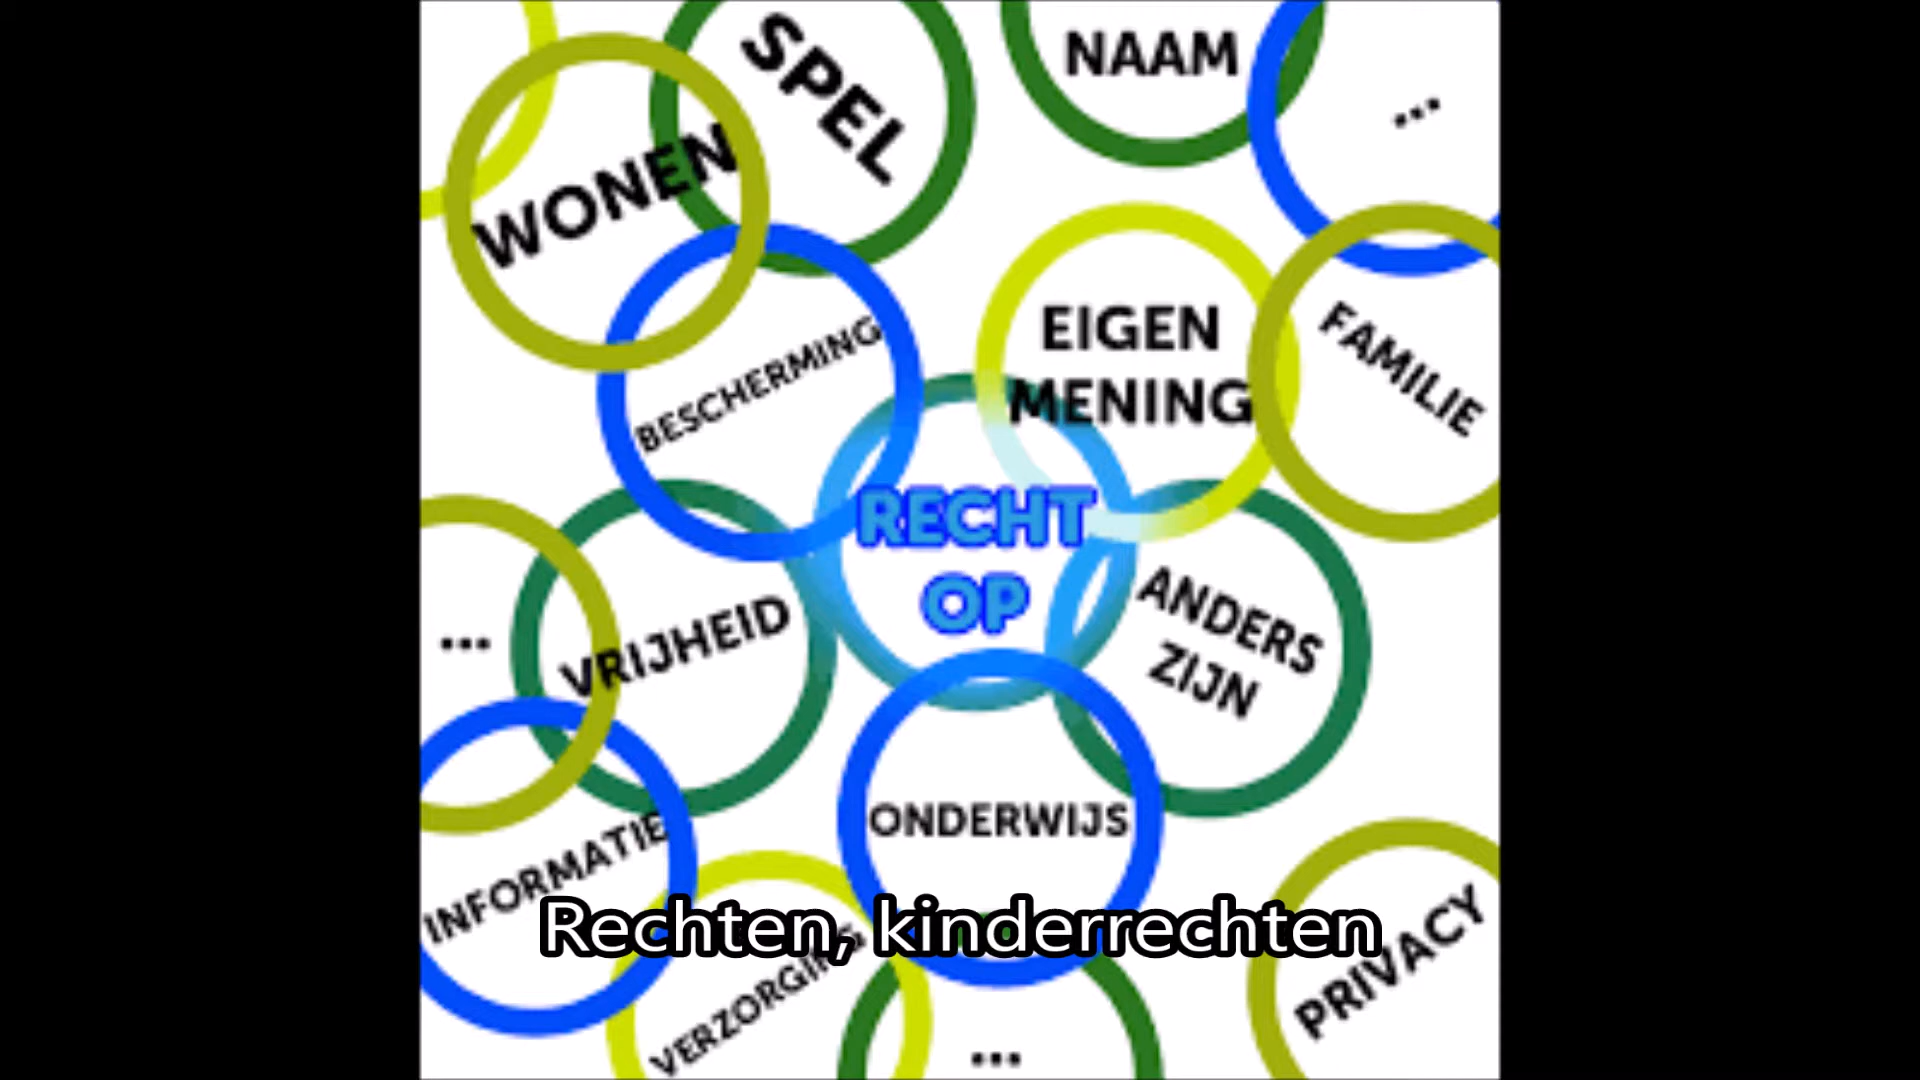 SPEL
NAAM
...
WONEN
EIGEN
MENING
FAMILIE
BESCHERMING
RECHT
OP
ANDERS
ZIJN
...
VRIJHEID
ONDERWIJS
INFORMATIE
Rechten, kinderrechten
PRIVACY
VERZORGING
...